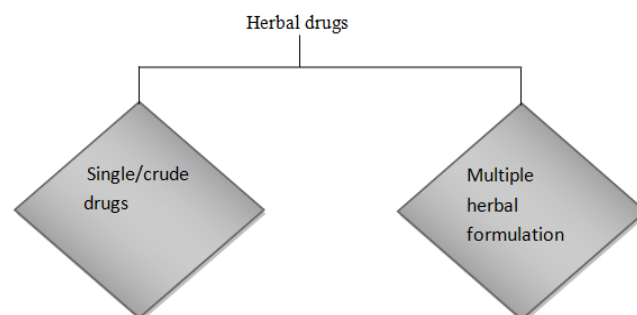 Herbal drugs
Single/crude
drugs
Multiple
herbal
formulation